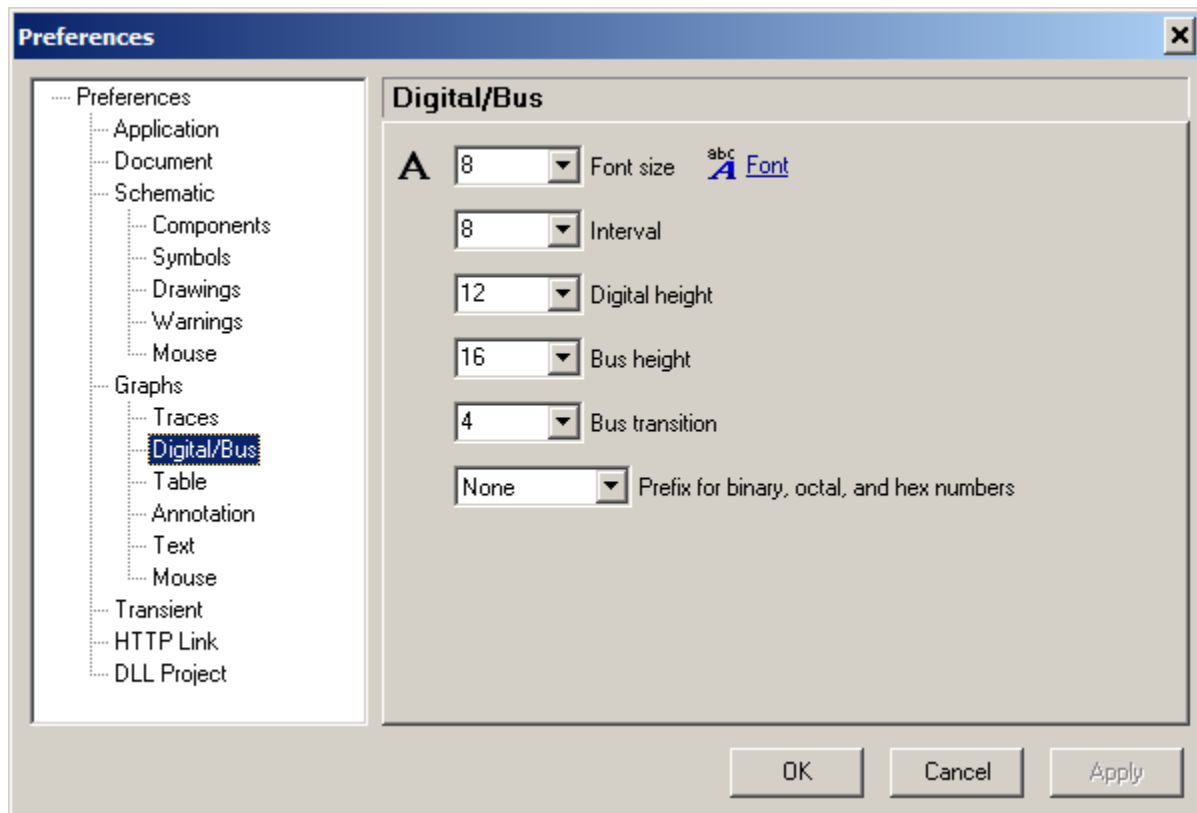 Preferences
Preferences
Application
Document
Schematic
Components
Symbols
Drawings
Warnings
Mouse
Graphs
Traces
Digital/Bus
Table
Annotation
Text
Mouse
Transient
HTTP Link
DLL Project
Digital/Bus
A 8 Font size abc A Font
8 Interval
12 Digital height
16 Bus height
4 Bus transition
None Prefix for binary, octal, and hex numbers
OK Cancel Apply